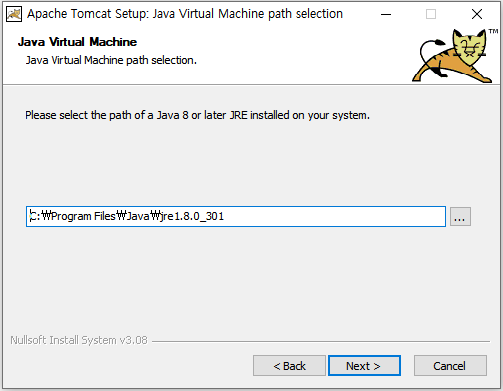 Apache Tomcat Setup: Java Virtual Machine path selection
Java Virtual Machine
Java Virtual Machine path selection.
TM
Please select the path of a Java 8 or later JRE installed on your system.
C:₩Program Files₩Java₩jre1.8.0_301
...
Nullsoft Install System v3.08
< Back
Next >
Cancel